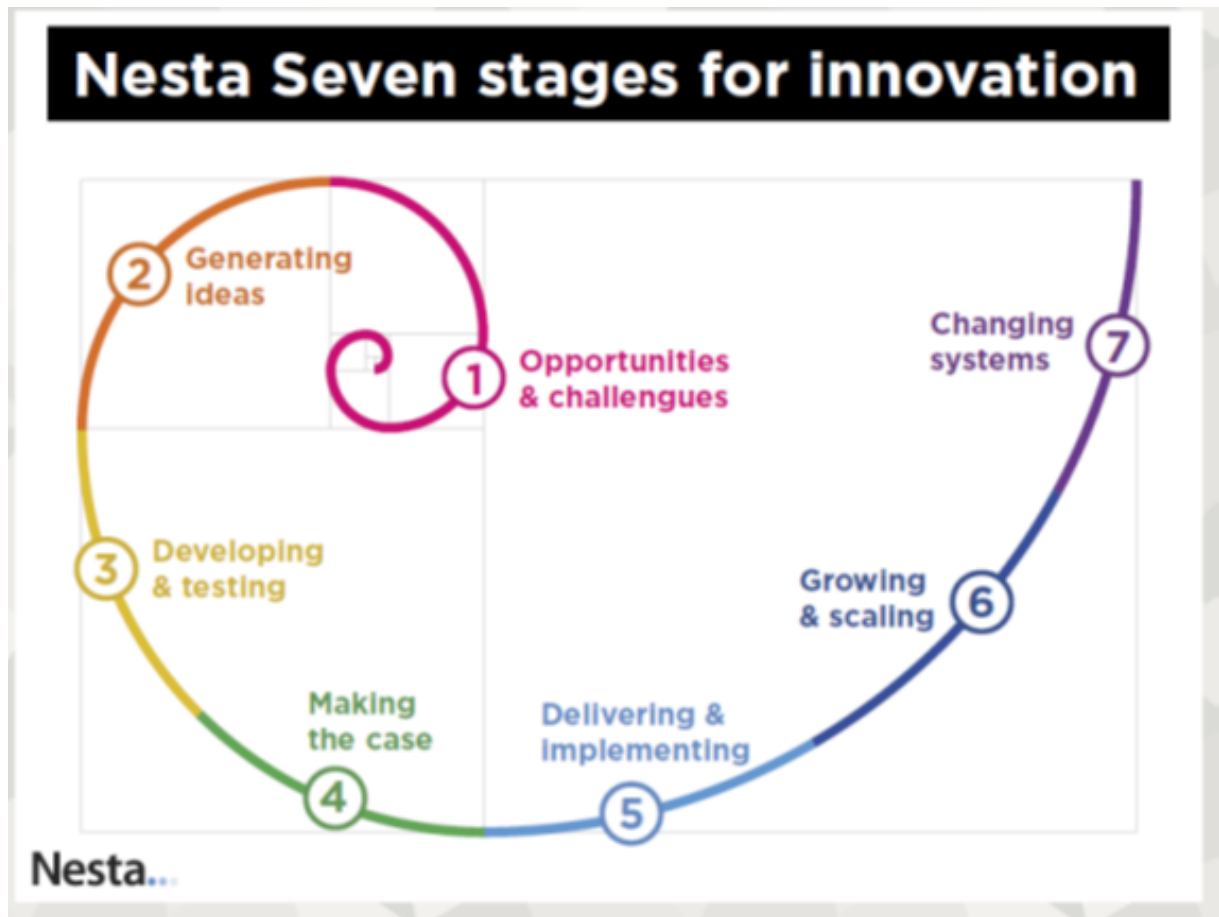 Nesta Seven stages for innovation
1
Opportunities
& challengues
2
Generating
ideas
3
Developing
& testing
4
Making
the case
5
Delivering &
implementing
6
Growing
& scaling
7
Changing
systems
Nesta...